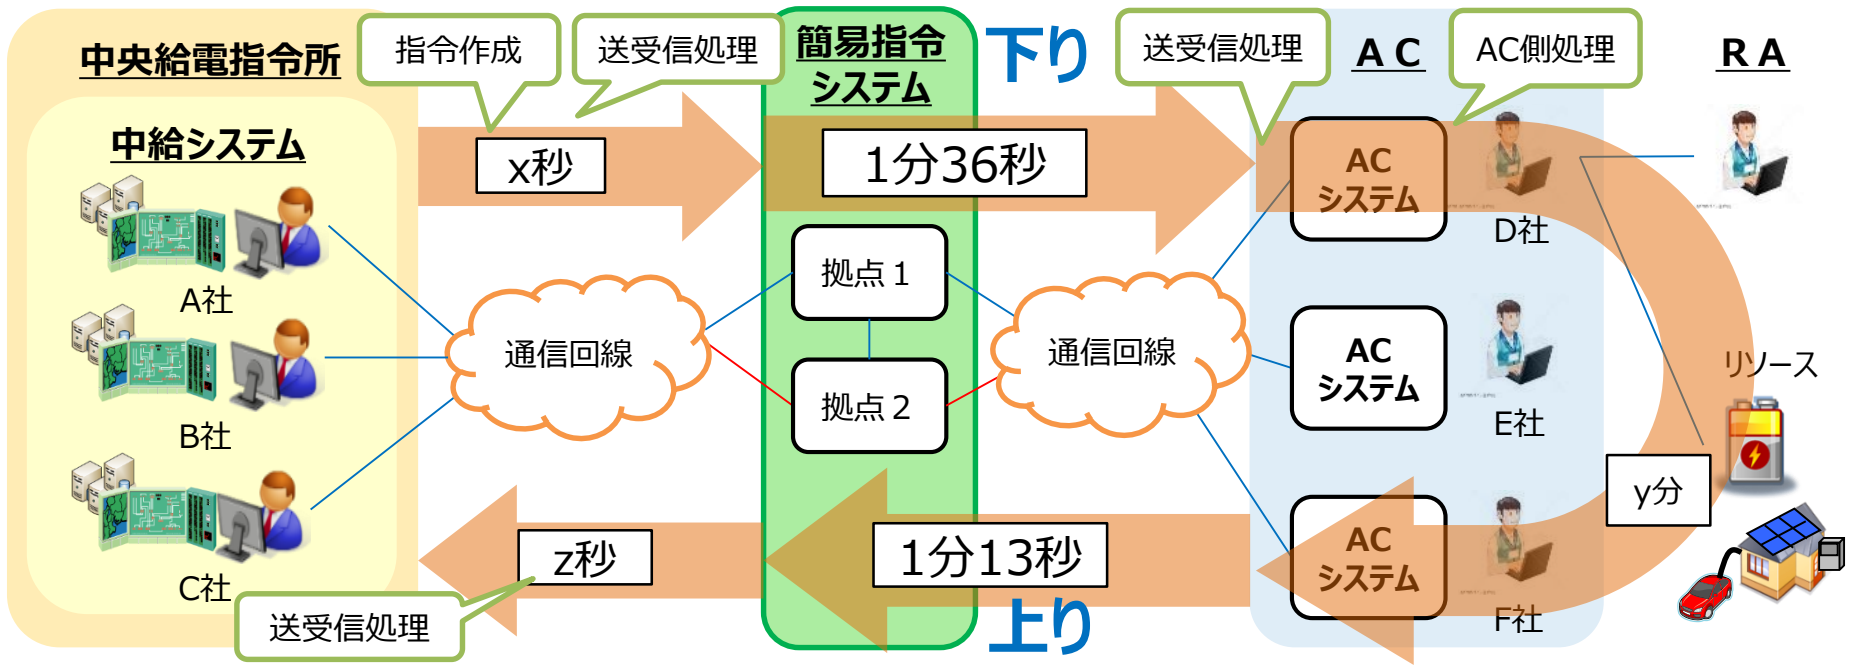 中央給電指令所
指令作成
送受信処理
簡易指令
システム
下り
送受信処理
AC
AC側処理
RA
中給システム
x秒
1分36秒
AC
システム
D社
A社
拠点1
通信回線
通信回線
AC
システム
リソース
拠点2
B社
E社
y分
z秒
1分13秒
AC
システム
C社
F社
送受信処理
上り